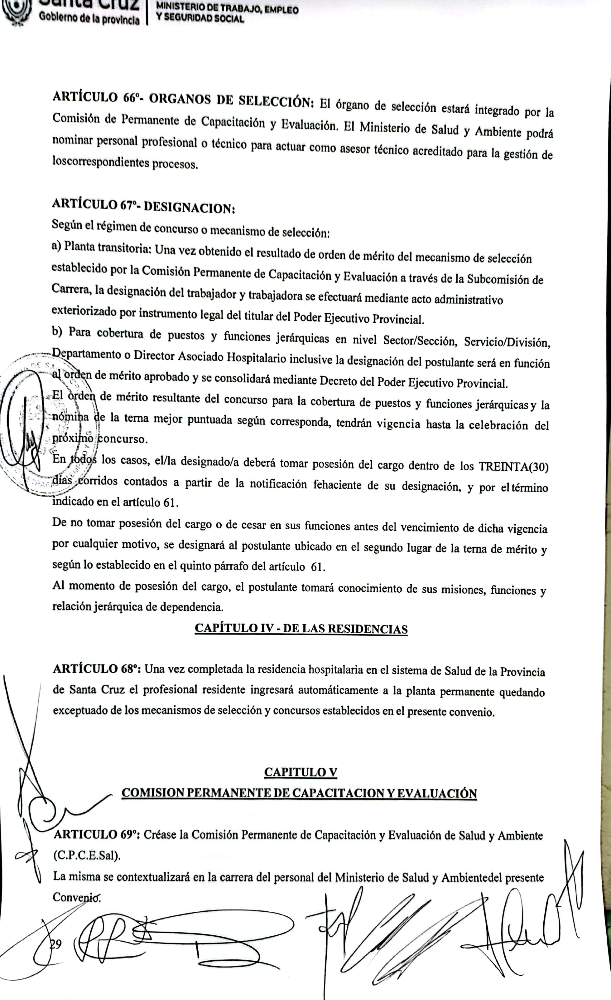 Santa Cruz
Gobierno de la provincia
MINISTERIO DE TRABAJO, EMPLEO
Y SEGURIDAD SOCIAL
ARTÍCULO 66º- ORGANOS DE SELECCIÓN: El órgano de selección estará integrado por la
Comisión de Permanente de Capacitación y Evaluación. El Ministerio de Salud y Ambiente podrá
nominar personal profesional o técnico para actuar como asesor técnico acreditado para la gestión de
loscorrespondientes procesos.
ARTÍCULO 67º- DESIGNACION:
Según el régimen de concurso o mecanismo de selección:
a) Planta transitoria: Una vez obtenido el resultado de orden de mérito del mecanismo de selección
establecido por la Comisión Permanente de Capacitación y Evaluación a través de la Subcomisión de
Carrera, la designación del trabajador y trabajadora se efectuará mediante acto administrativo
exteriorizado por instrumento legal del titular del Poder Ejecutivo Provincial.
b) Para cobertura de puestos y funciones jerárquicas en nivel Sector/Sección, Servicio/División,
Departamento o Director Asociado Hospitalario inclusive la designación del postulante será en función
al orden de mérito aprobado y se consolidará mediante Decreto del Poder Ejecutivo Provincial.
El orden de mérito resultante del concurso para la cobertura de puestos y funciones jerárquicas y la
nómina de la terna mejor puntuada según corresponda, tendrán vigencia hasta la celebración del
próximo concurso.
En todos los casos, el/la designado/a deberá tomar posesión del cargo dentro de los TREINTA(30)
días corridos contados a partir de la notificación fehaciente de su designación, y por el término
indicado en el artículo 61.
De no tomar posesión del cargo o de cesar en sus funciones antes del vencimiento de dicha vigencia
por cualquier motivo, se designará al postulante ubicado en el segundo lugar de la terna de mérito y
según lo establecido en el quinto párrafo del artículo 61.
Al momento de posesión del cargo, el postulante tomará conocimiento de sus misiones, funciones y
relación jerárquica de dependencia.
CAPÍTULO IV - DE LAS RESIDENCIAS
ARTÍCULO 68º: Una vez completada la residencia hospitalaria en el sistema de Salud de la Provincia
de Santa Cruz el profesional residente ingresará automáticamente a la planta permanente quedando
exceptuado de los mecanismos de selección y concursos establecidos en el presente convenio.
CAPITULO V
COMISION PERMANENTE DE CAPACITACION Y EVALUACIÓN
ARTICULO 69º: Créase la Comisión Permanente de Capacitación y Evaluación de Salud y Ambiente
(C.P.C.E.Sal).
La misma se contextualizará en la carrera del personal del Ministerio de Salud y Ambientedel presente
Convenio.
29